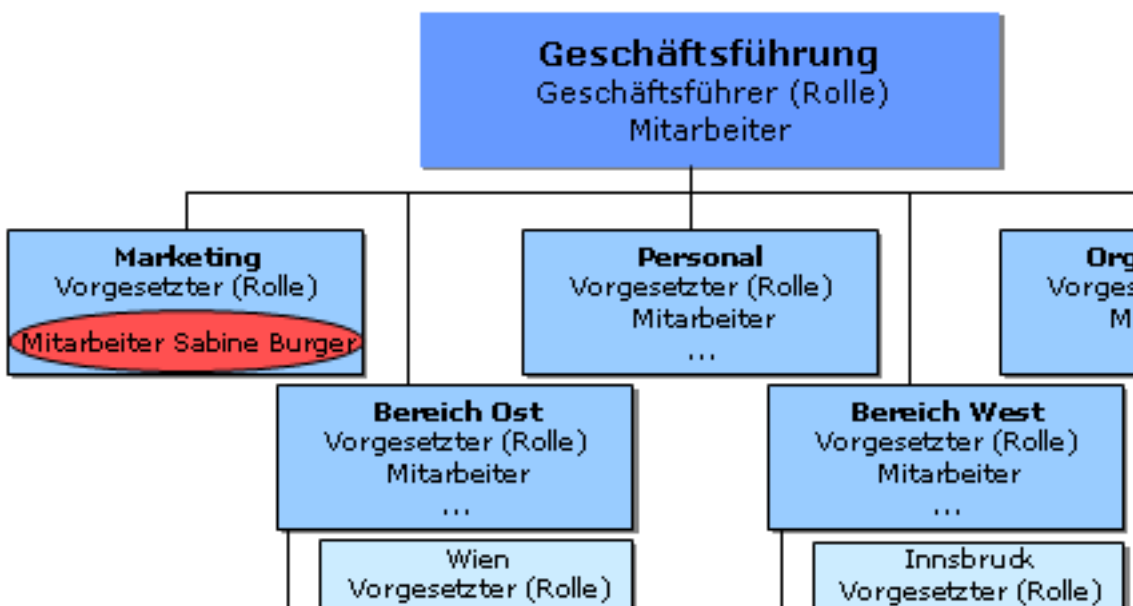 Geschäftsführung
Geschäftsführer (Rolle)
Mitarbeiter
Marketing
Vorgesetzter (Rolle)
Mitarbeiter Sabine Burger
Personal
Vorgesetzter (Rolle)
Mitarbeiter
...
Bereich Ost
Vorgesetzter (Rolle)
Mitarbeiter
...
Wien
Vorgesetzter (Rolle)
Bereich West
Vorgesetzter (Rolle)
Mitarbeiter
...
Innsbruck
Vorgesetzter (Rolle)